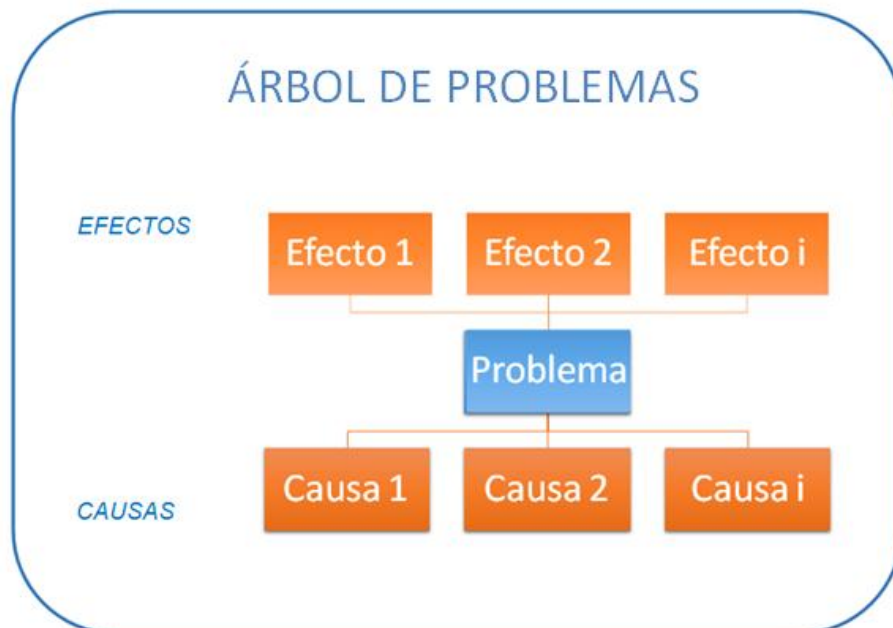 ÁRBOL DE PROBLEMAS
EFECTOS
Efecto 1
Efecto 2
Efecto i
Problema
CAUSAS
Causa 1
Causa 2
Causa i